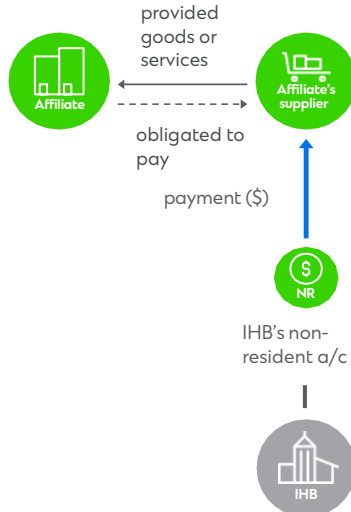 provided
goods or
services
Affiliate
Affiliate's
supplier
obligated to
pay
payment ($)
$
NR
IHB's non-
resident a/c
IHB